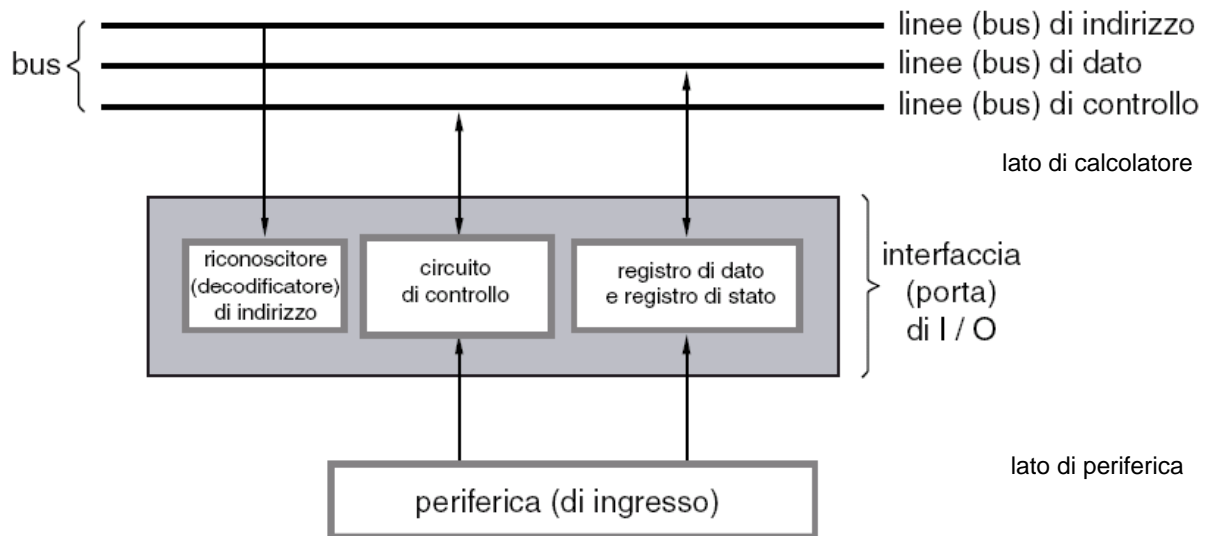 linee (bus) di indirizzo
bus
linee (bus) di dato
linee (bus) di controllo
lato di calcolatore
riconoscitore
(decodificatore)
di indirizzo
circuito
di controllo
registro di dato
e registro di stato
interfaccia
(porta)
di I / O
lato di periferica
periferica (di ingresso)